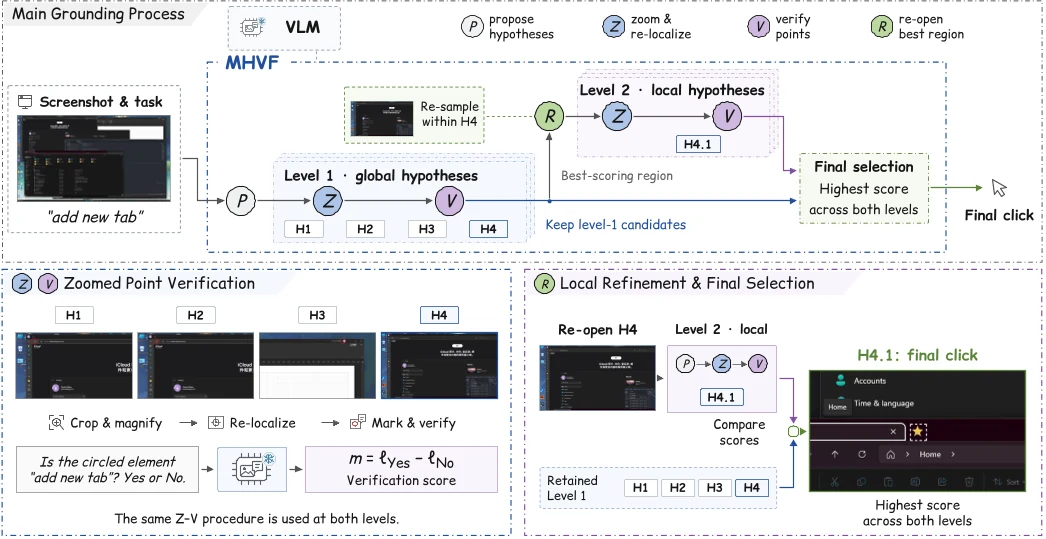 Main Grounding Process
VLM
P propose hypotheses
Z zoom & re-localize
V verify points
R re-open best region
MHVF
Screenshot & task
"add new tab"
P
Level 1 · global hypotheses
Z
V
H1
H2
H3
H4
Re-sample
within H4
R
Level 2 · local hypotheses
Z
V
H4.1
Best-scoring region
Keep level-1 candidates
Final selection
Highest score
across both levels
Final click
Z V Zoomed Point Verification
H1
H2
H3
H4
Crop & magnify
Re-localize
Mark & verify
Is the circled element
"add new tab"? Yes or No.
m = ℓYes − ℓNo
Verification score
The same Z–V procedure is used at both levels.
R Local Refinement & Final Selection
Re-open H4
Level 2 · local
P
Z
V
H4.1
Compare
scores
Retained
Level 1
H1
H2
H3
H4
H4.1: final click
Accounts
Time & language
Home
Home
Sort
Highest score
across both levels